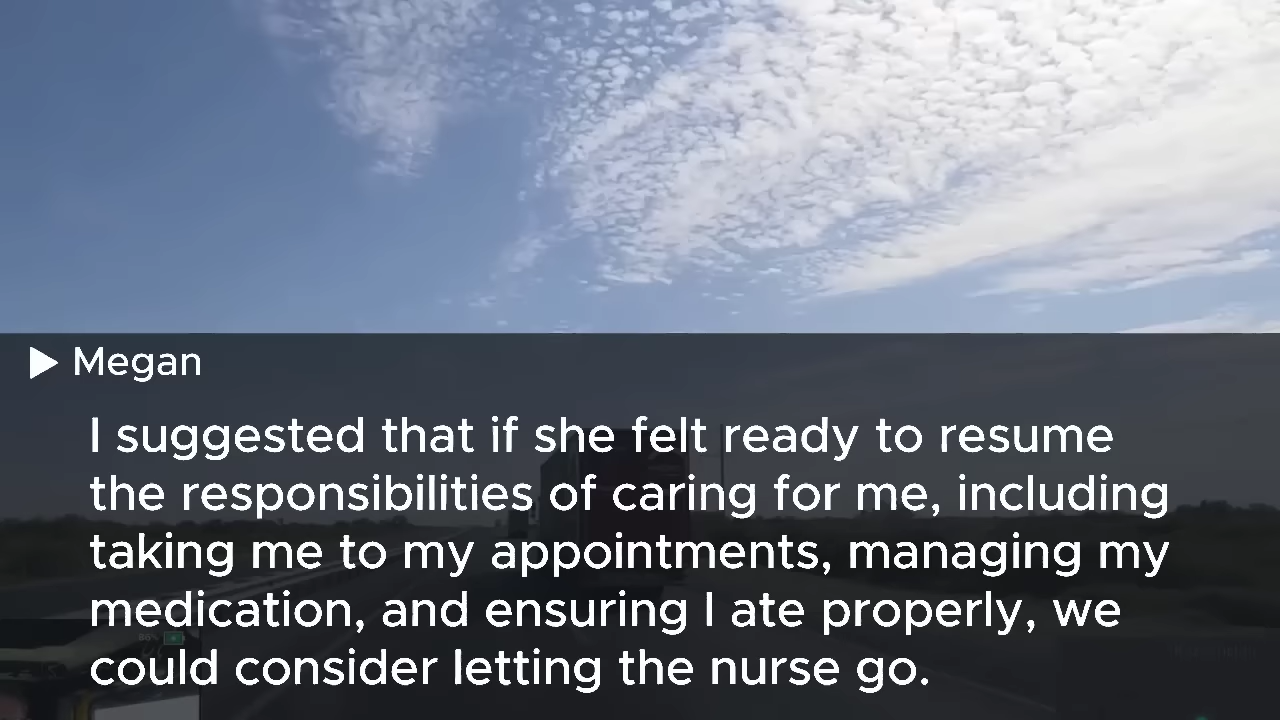 Megan
I suggested that if she felt ready to resume
the responsibilities of caring for me, including
taking me to my appointments, managing my
medication, and ensuring I ate properly, we
could consider letting the nurse go.